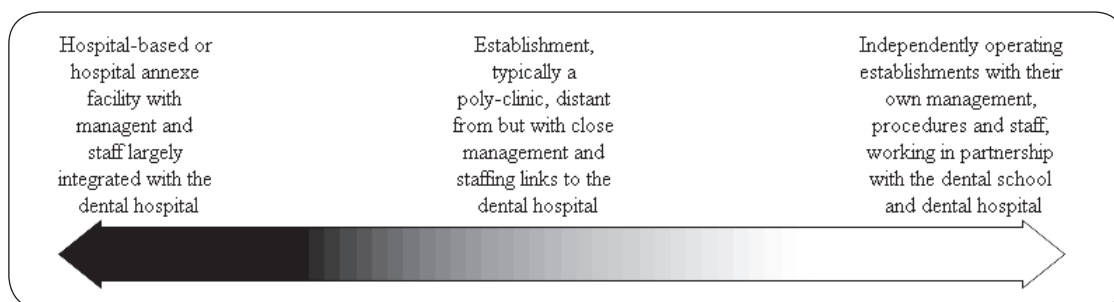 Hospital-based or
hospital annexe
facility with
managent and
staff largely
integrated with the
dental hospital
Establishment,
typically a
poly-clinic, distant
from but with close
management and
staffing links to the
dental hospital
Independently operating
establishments with their
own management,
procedures and staff,
working in partnership
with the dental school
and dental hospital